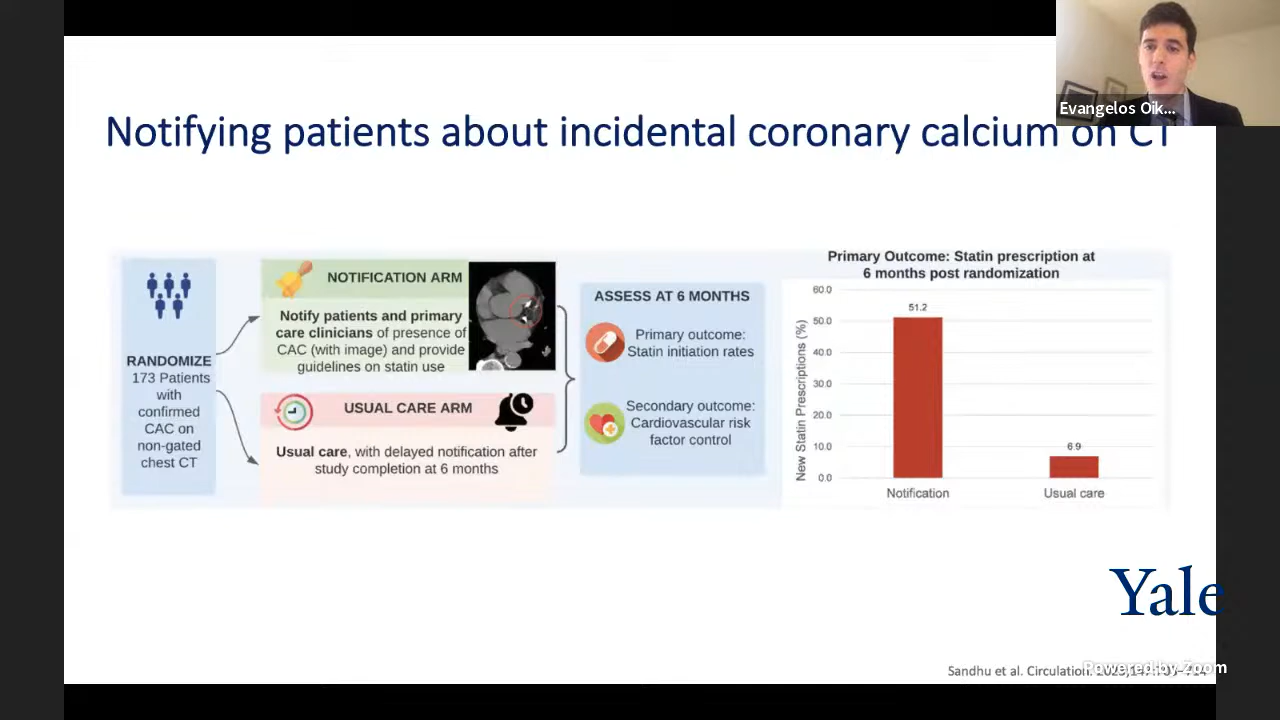 Evangelos Oik...
Notifying patients about incidental coronary calcium on CT
RANDOMIZE
173 Patients
with
confirmed
CAC on
non-gated
chest CT
NOTIFICATION ARM
Notify patients and primary
care clinicians of presence of
CAC (with image) and provide
guidelines on statin use
USUAL CARE ARM
Usual care, with delayed notification after
study completion at 6 months
ASSESS AT 6 MONTHS
Primary outcome:
Statin initiation rates
Secondary outcome:
Cardiovascular risk
factor control
Primary Outcome: Statin prescription at
6 months post randomization
New Statin Prescriptions (%)
60.0
50.0
40.0
30.0
20.0
10.0
0.0
51.2
6.9
Notification
Usual care
Yale
Sandhu et al. Circulation.
Powered by Zoom